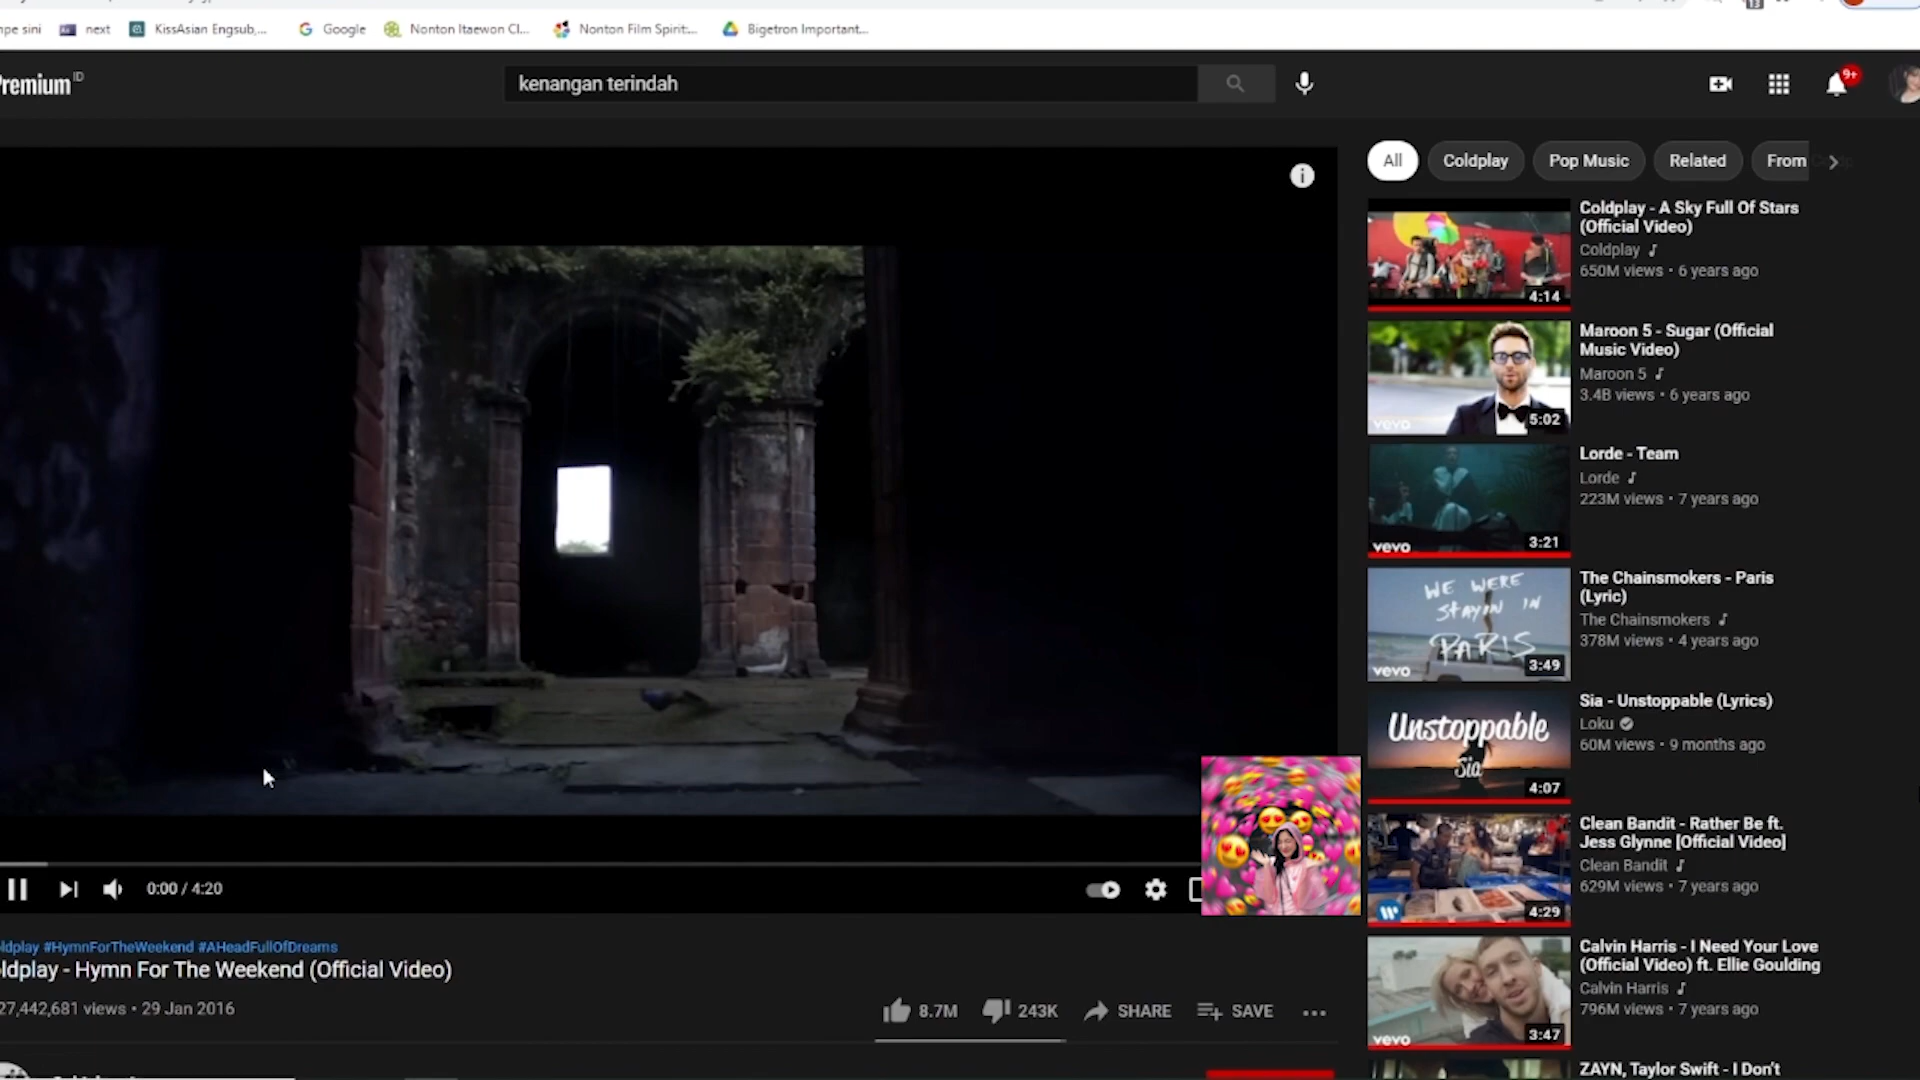 npe sini
next
KissAsian Engsub,...
Google
Nonton Itaewon Cl...
Nonton Film Spirit:...
Bigetron Important...
13
Premium ID
kenangan terindah
9+
All
Coldplay
Pop Music
Related
From
Coldplay - A Sky Full Of Stars
(Official Video)
Coldplay
650M views • 6 years ago
4:14
Maroon 5 - Sugar (Official
Music Video)
Maroon 5
3.4B views • 6 years ago
vevo
5:02
Lorde - Team
Lorde
223M views • 7 years ago
vevo
3:21
WE WERE
STAYIN IN
PARIS
vevo
3:49
The Chainsmokers - Paris
(Lyric)
The Chainsmokers
378M views • 4 years ago
Unstoppable
Sia
4:07
Sia - Unstoppable (Lyrics)
Loku
60M views • 9 months ago
Clean Bandit - Rather Be ft.
Jess Glynne [Official Video]
Clean Bandit
629M views • 7 years ago
4:29
Calvin Harris - I Need Your Love
(Official Video) ft. Ellie Goulding
Calvin Harris
796M views • 7 years ago
vevo
3:47
ZAYN, Taylor Swift - I Don't
0:00 / 4:20
ldplay #HymnForTheWeekend #AHeadFullOfDreams
ldplay - Hymn For The Weekend (Official Video)
27,442,681 views • 29 Jan 2016
8.7M
243K
SHARE
SAVE